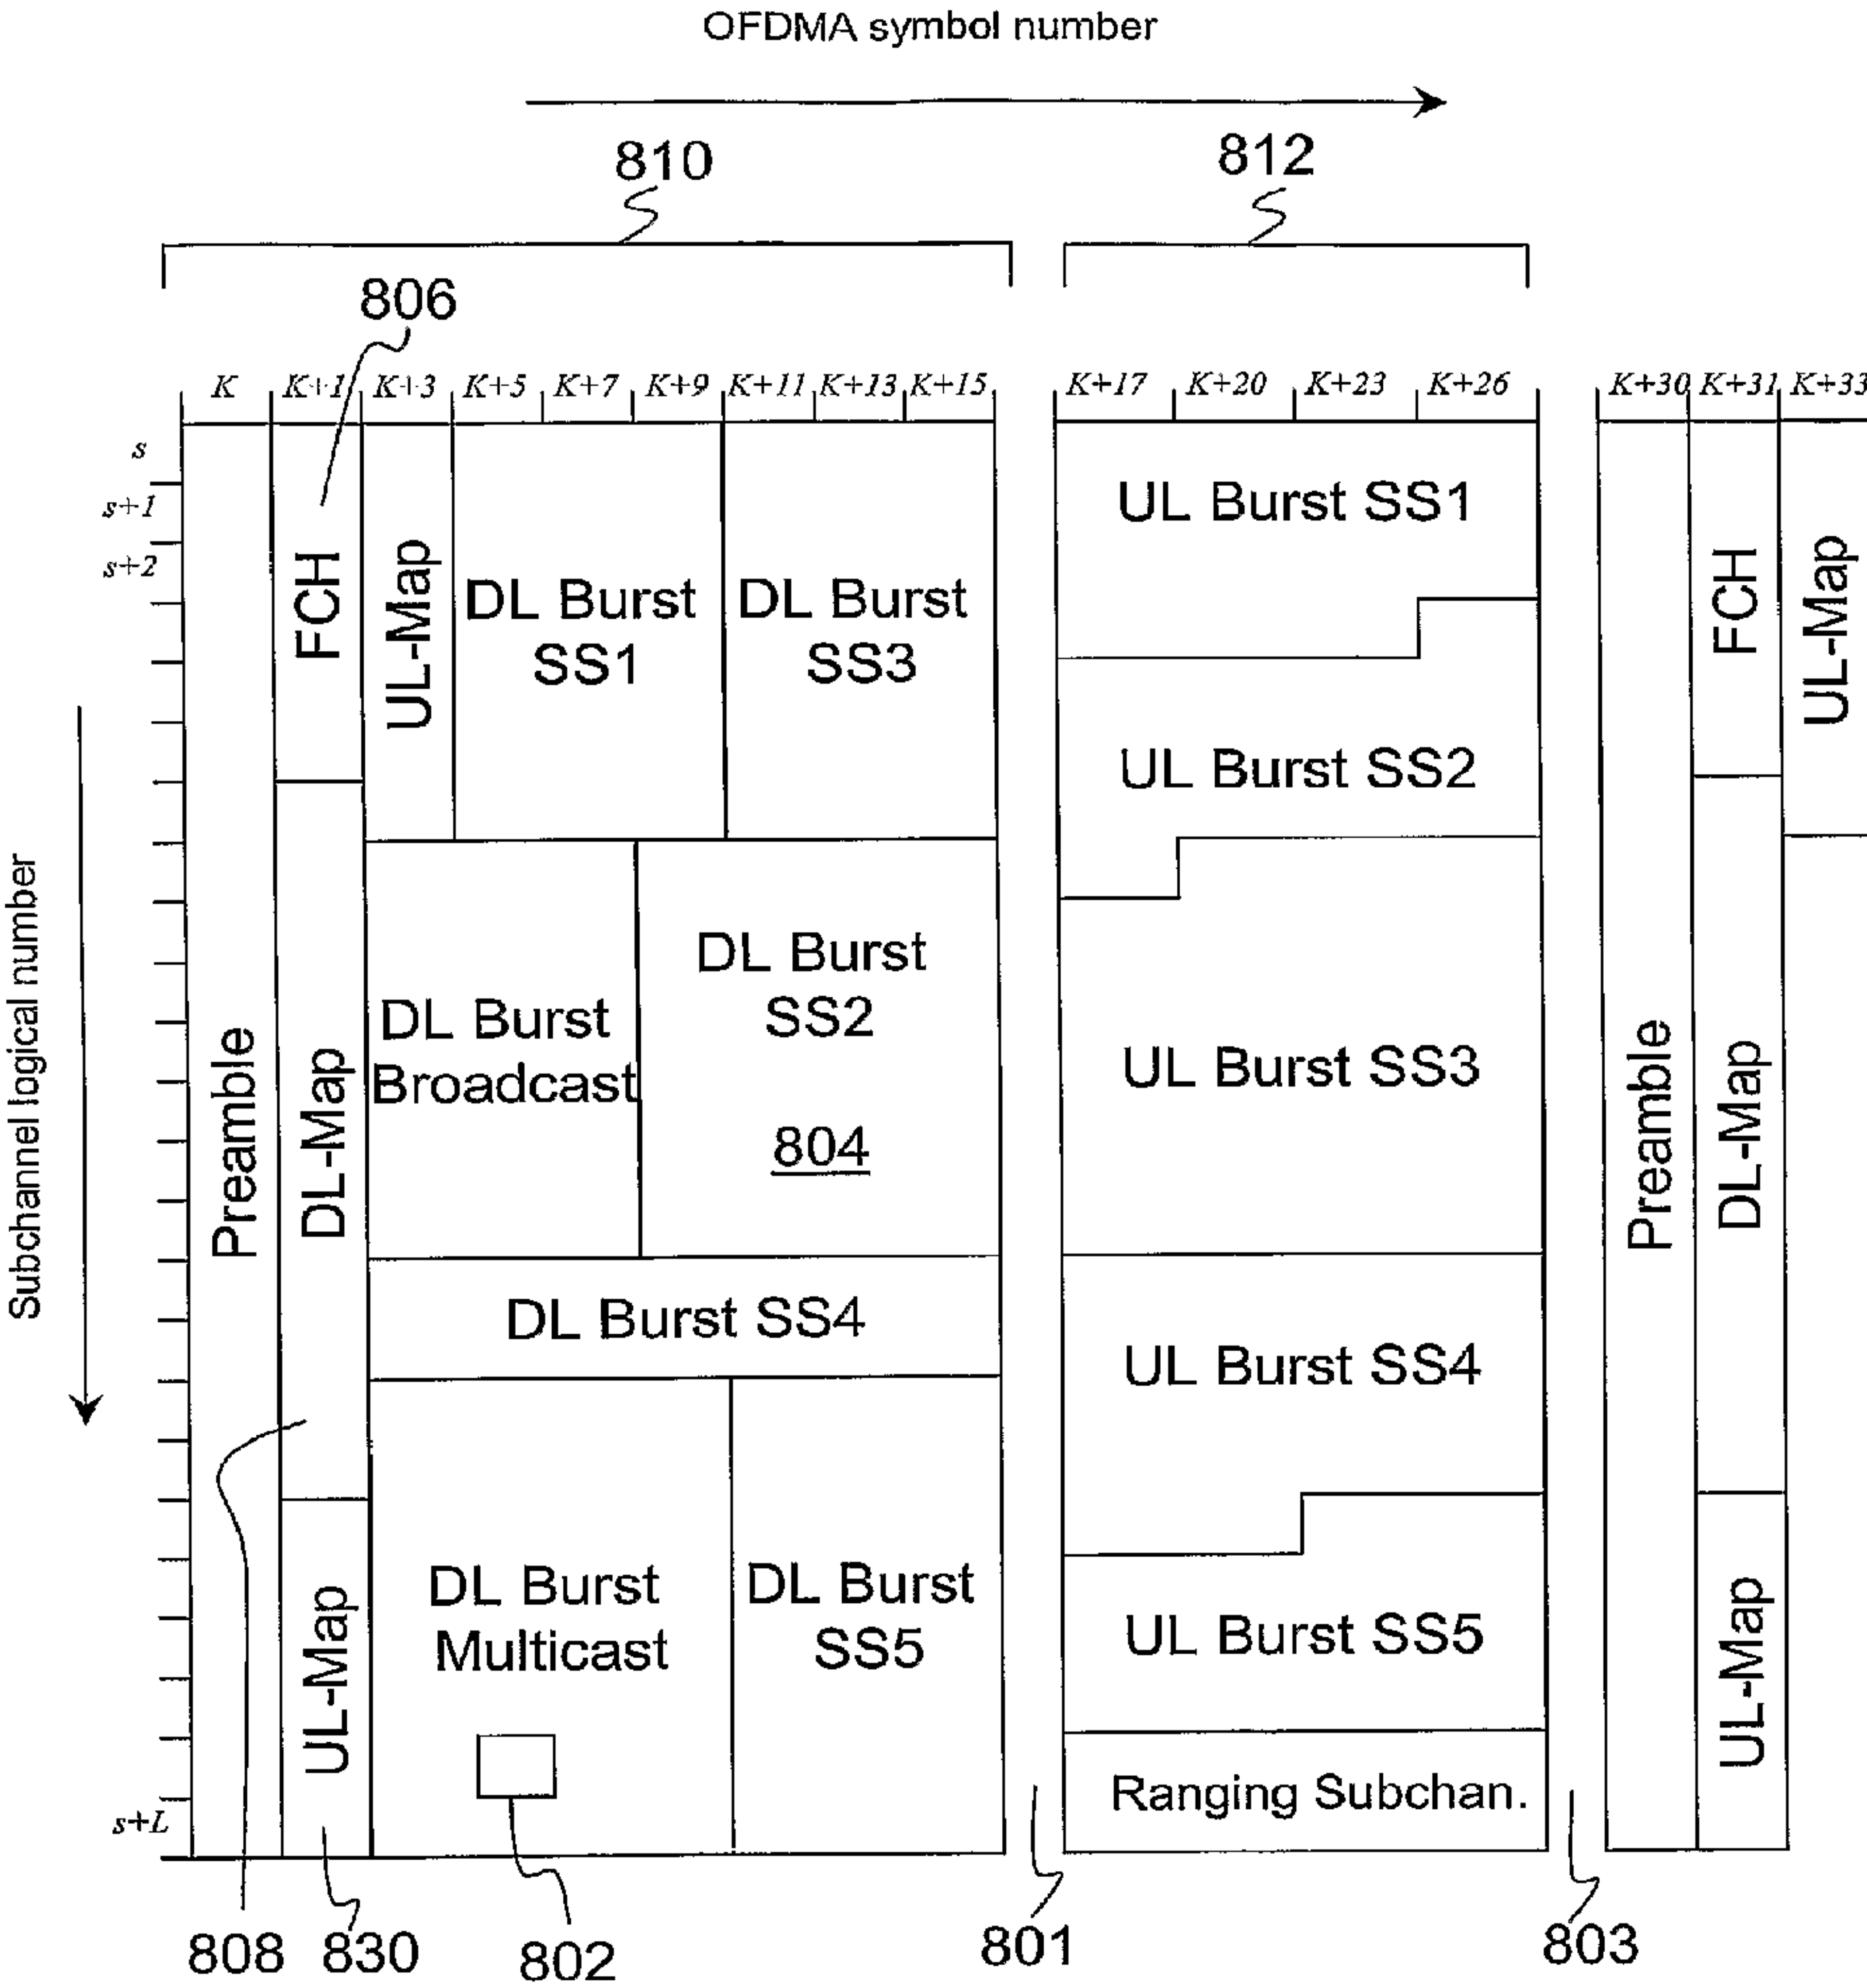 OFDMA symbol number
810
812
806
K K+1 K+3 K+5 K+7 K+9 K+11 K+13 K+15 K+17 K+20 K+23 K+26 K+30 K+31 K+33
s
s+1
s+2
s+L
Subchannel logical number
Preamble
FCH
DL-Map
UL-Map
UL-Map
DL Burst
SS1
DL Burst
SS3
DL Burst
Broadcast
DL Burst
SS2
804
DL Burst SS4
DL Burst
Multicast
DL Burst
SS5
UL Burst SS1
UL Burst SS2
UL Burst SS3
UL Burst SS4
UL Burst SS5
Ranging Subchan.
Preamble
FCH
DL-Map
UL-Map
UL-Map
808
830
802
801
803